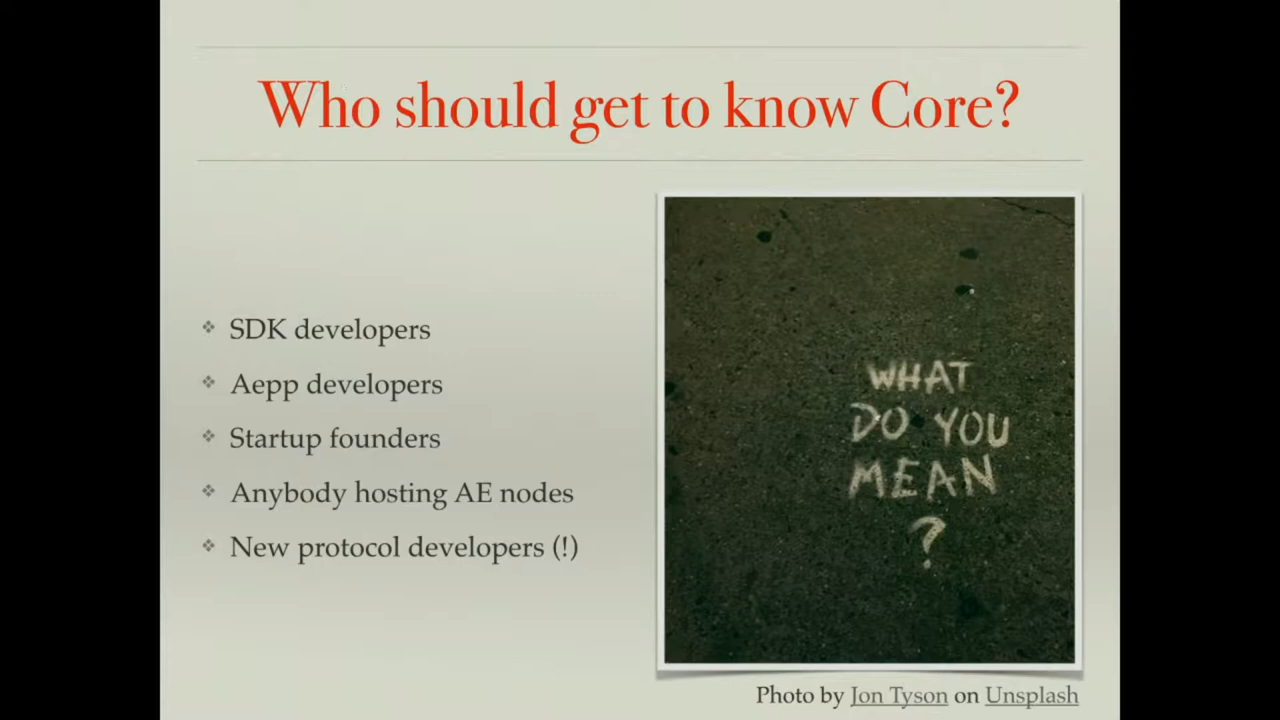 Who should get to know Core?
SDK developers
Aepp developers
Startup founders
Anybody hosting AE nodes
New protocol developers (!)
WHAT
DO YOU
MEAN
?
Photo by Jon Tyson on Unsplash